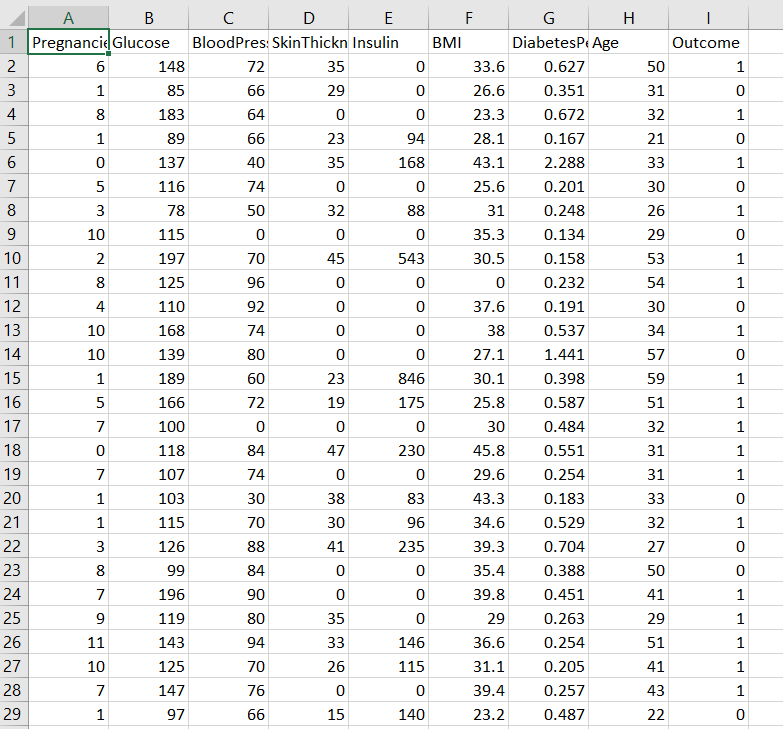 A B C D E F G H I
1 Pregnancie Glucose BloodPres SkinThickn Insulin BMI DiabetesPe Age Outcome
2 6 148 72 35 0 33.6 0.627 50 1
3 1 85 66 29 0 26.6 0.351 31 0
4 8 183 64 0 0 23.3 0.672 32 1
5 1 89 66 23 94 28.1 0.167 21 0
6 0 137 40 35 168 43.1 2.288 33 1
7 5 116 74 0 0 25.6 0.201 30 0
8 3 78 50 32 88 31 0.248 26 1
9 10 115 0 0 0 35.3 0.134 29 0
10 2 197 70 45 543 30.5 0.158 53 1
11 8 125 96 0 0 0 0.232 54 1
12 4 110 92 0 0 37.6 0.191 30 0
13 10 168 74 0 0 38 0.537 34 1
14 10 139 80 0 0 27.1 1.441 57 0
15 1 189 60 23 846 30.1 0.398 59 1
16 5 166 72 19 175 25.8 0.587 51 1
17 7 100 0 0 0 30 0.484 32 1
18 0 118 84 47 230 45.8 0.551 31 1
19 7 107 74 0 0 29.6 0.254 31 1
20 1 103 30 38 83 43.3 0.183 33 0
21 1 115 70 30 96 34.6 0.529 32 1
22 3 126 88 41 235 39.3 0.704 27 0
23 8 99 84 0 0 35.4 0.388 50 0
24 7 196 90 0 0 39.8 0.451 41 1
25 9 119 80 35 0 29 0.263 29 1
26 11 143 94 33 146 36.6 0.254 51 1
27 10 125 70 26 115 31.1 0.205 41 1
28 7 147 76 0 0 39.4 0.257 43 1
29 1 97 66 15 140 23.2 0.487 22 0